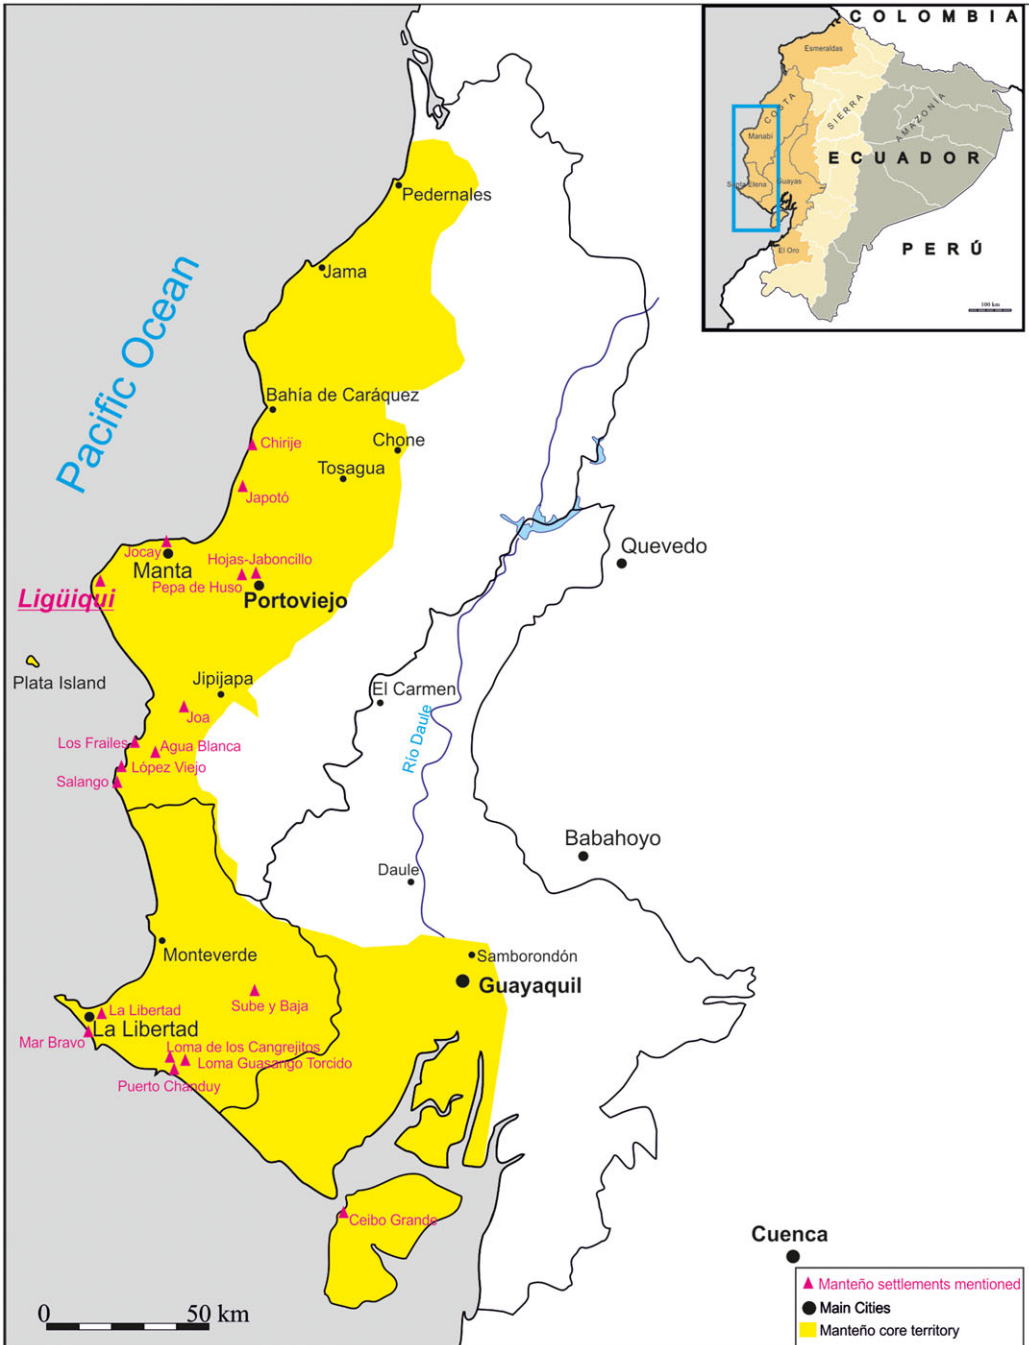 COLOMBIA
Esmeraldas
COSTA
SIERRA
AMAZONÍA
Manabí
ECUADOR
Santa Elena
Guayas
PERÚ
El Oro
100 km
Pedernales
Jama
Pacific Ocean
Bahía de Caráquez
Chirije
Chone
Tosagua
Japotó
Jocay
Manta
Hojas-Jaboncillo
Pepa de Huso
Portoviejo
Quevedo
Ligüiqui
Plata Island
Jipijapa
El Carmen
Joa
Río Daule
Los Frailes
Agua Blanca
López Viejo
Salango
Babahoyo
Daule
Monteverde
Samborondón
Guayaquil
Sube y Baja
La Libertad
La Libertad
Mar Bravo
Loma de los Cangrejitos
Loma Guasango Torcido
Puerto Chanduy
Ceibo Grande
Cuenca
0 50 km
Manteño settlements mentioned
Main Cities
Manteño core territory